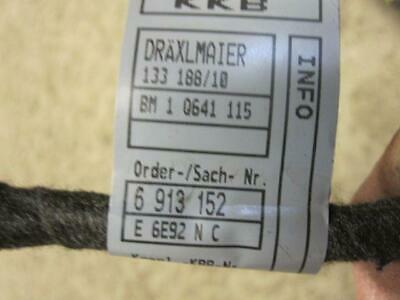 KKB
DRÄXLMAIER
133 188/10
BM 1 0641 115
INFO
Order-/Sach- Nr.
6 913 152
E 6E92 N C